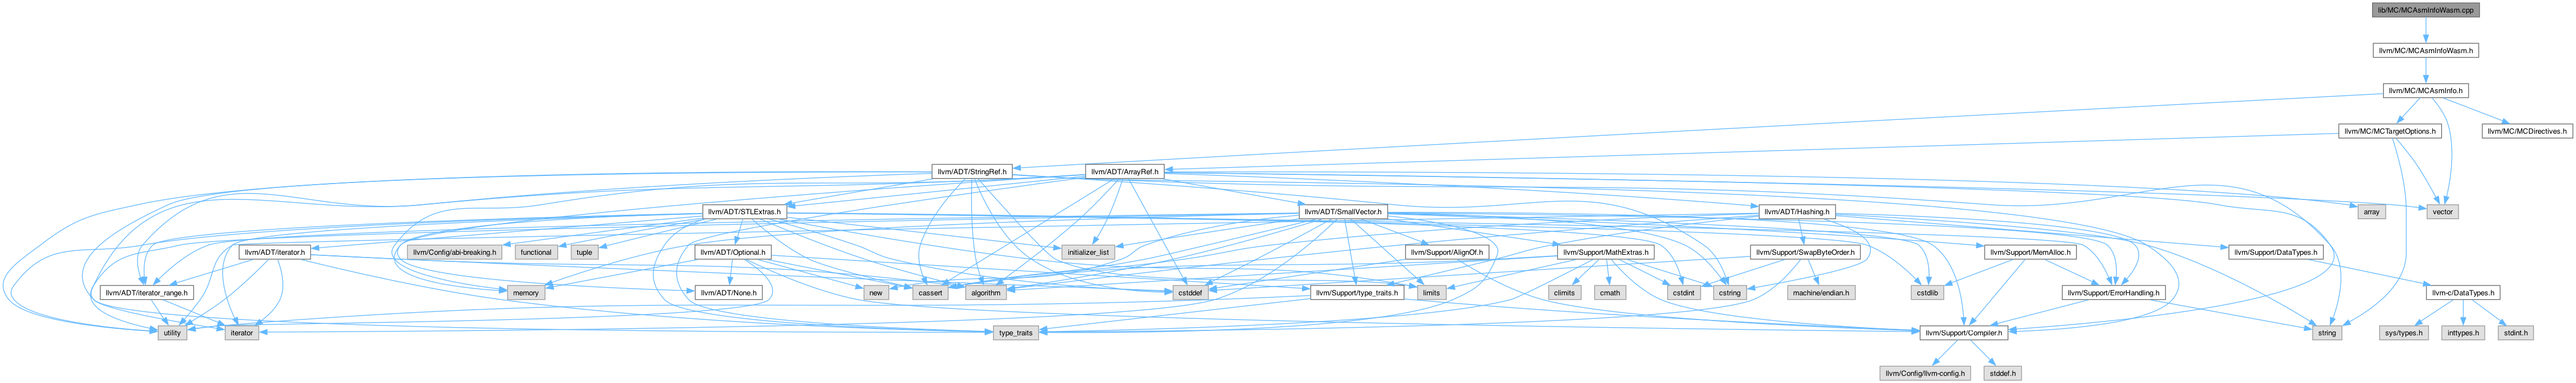 lib/MC/MCAsmInfoWasm.cpp
llvm/MC/MCAsmInfoWasm.h
llvm/MC/MCAsmInfo.h
llvm/MC/MCTargetOptions.h
llvm/MC/MCDirectives.h
llvm/ADT/StringRef.h
llvm/ADT/ArrayRef.h
llvm/ADT/STLExtras.h
llvm/ADT/SmallVector.h
llvm/ADT/Hashing.h
array
vector
llvm/ADT/iterator.h
llvm/Config/abi-breaking.h
functional
tuple
llvm/ADT/Optional.h
initializer_list
llvm/Support/AlignOf.h
llvm/Support/MathExtras.h
llvm/Support/SwapByteOrder.h
llvm/Support/MemAlloc.h
llvm/Support/DataTypes.h
llvm/ADT/iterator_range.h
memory
llvm/ADT/None.h
new
cassert
algorithm
cstddef
llvm/Support/type_traits.h
limits
climits
cmath
cstdint
cstring
machine/endian.h
cstdlib
llvm/Support/ErrorHandling.h
llvm-c/DataTypes.h
utility
iterator
type_traits
llvm/Support/Compiler.h
string
sys/types.h
inttypes.h
stdint.h
llvm/Config/llvm-config.h
stddef.h